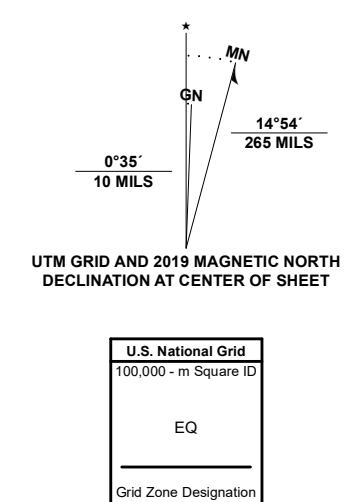 ★
MN
GN
14°54´
265 MILS
0°35´
10 MILS
UTM GRID AND 2019 MAGNETIC NORTH
DECLINATION AT CENTER OF SHEET
U.S. National Grid
100,000 - m Square ID
EQ
Grid Zone Designation